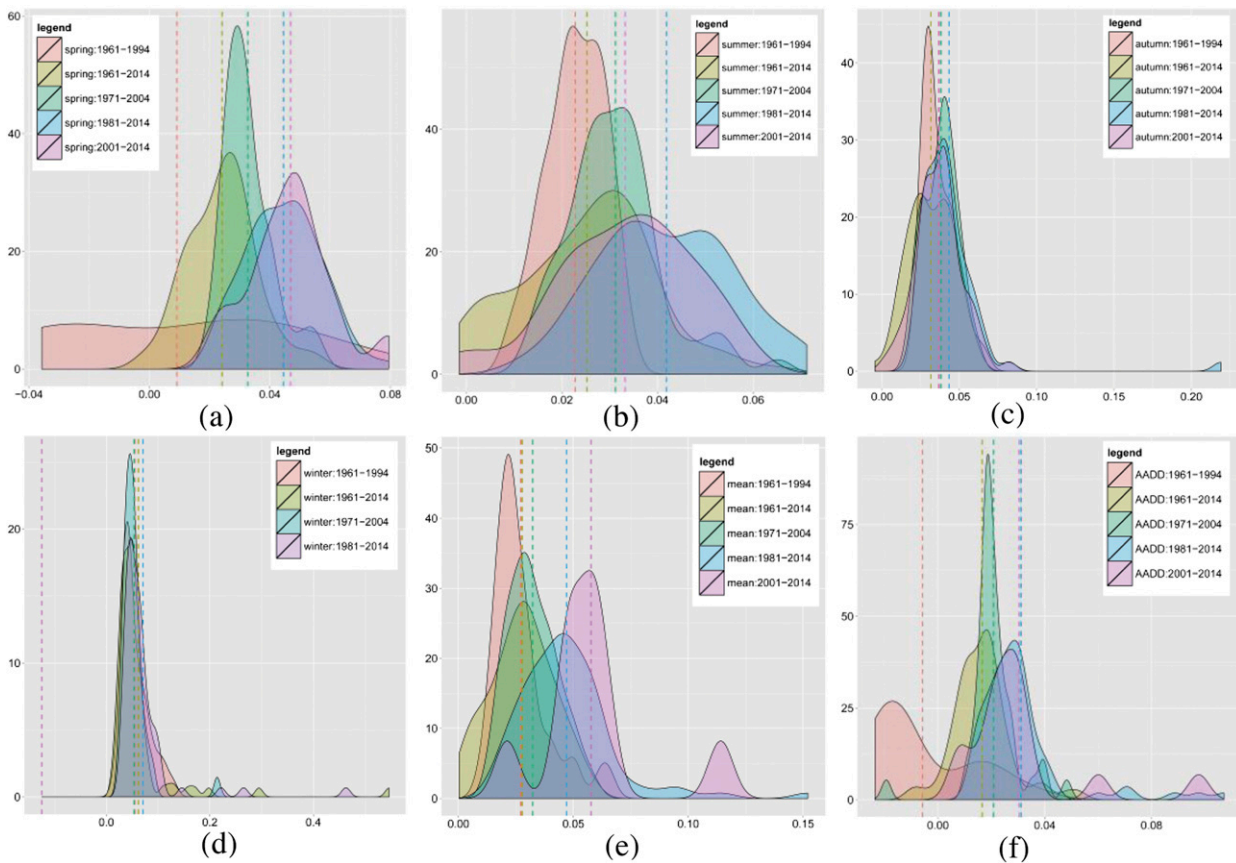 legend
spring:1961−1994
spring:1961−2014
spring:1971−2004
spring:1981−2014
spring:2001−2014
60
40
20
0
−0.04
0.00
0.04
0.08
(a)
legend
summer:1961−1994
summer:1961−2014
summer:1971−2004
summer:1981−2014
summer:2001−2014
40
20
0
0.00
0.02
0.04
0.06
(b)
legend
autumn:1961−1994
autumn:1961−2014
autumn:1971−2004
autumn:1981−2014
autumn:2001−2014
40
30
20
10
0
0.00
0.05
0.10
0.15
0.20
(c)
legend
winter:1961−1994
winter:1961−2014
winter:1971−2004
winter:1981−2014
20
10
0
0.0
0.2
0.4
(d)
legend
mean:1961−1994
mean:1961−2014
mean:1971−2004
mean:1981−2014
mean:2001−2014
50
40
30
20
10
0
0.00
0.05
0.10
0.15
(e)
legend
AADD:1961−1994
AADD:1961−2014
AADD:1971−2004
AADD:1981−2014
AADD:2001−2014
75
50
25
0
0.00
0.04
0.08
(f)